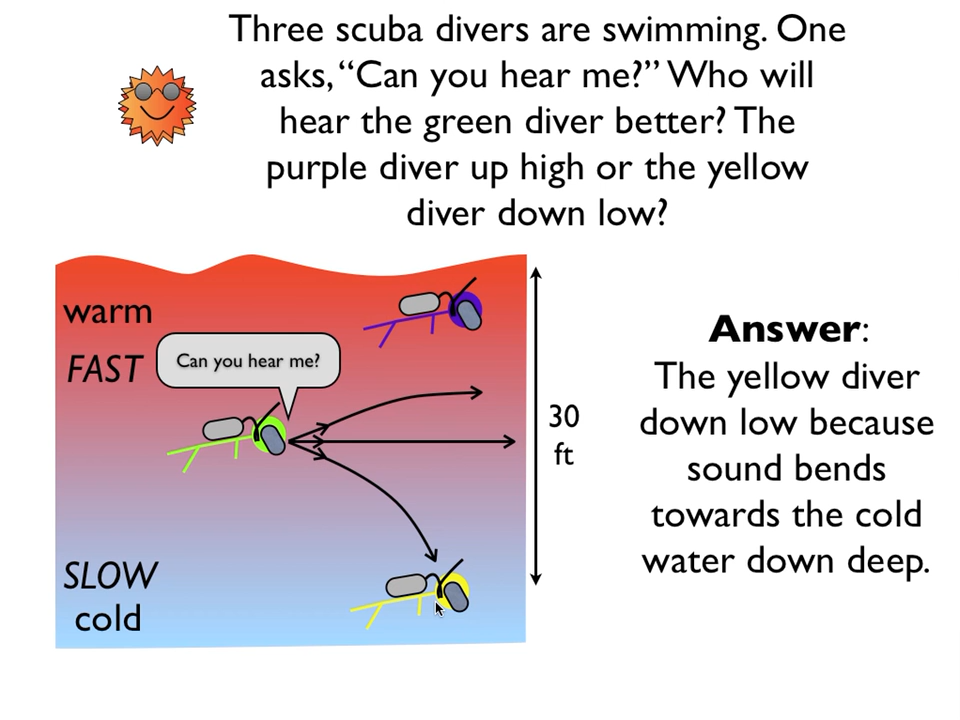 Three scuba divers are swimming. One
asks, “Can you hear me?” Who will
hear the green diver better? The
purple diver up high or the yellow
diver down low?
warm
FAST
Can you hear me?
30
ft
SLOW
cold
Answer:
The yellow diver
down low because
sound bends
towards the cold
water down deep.